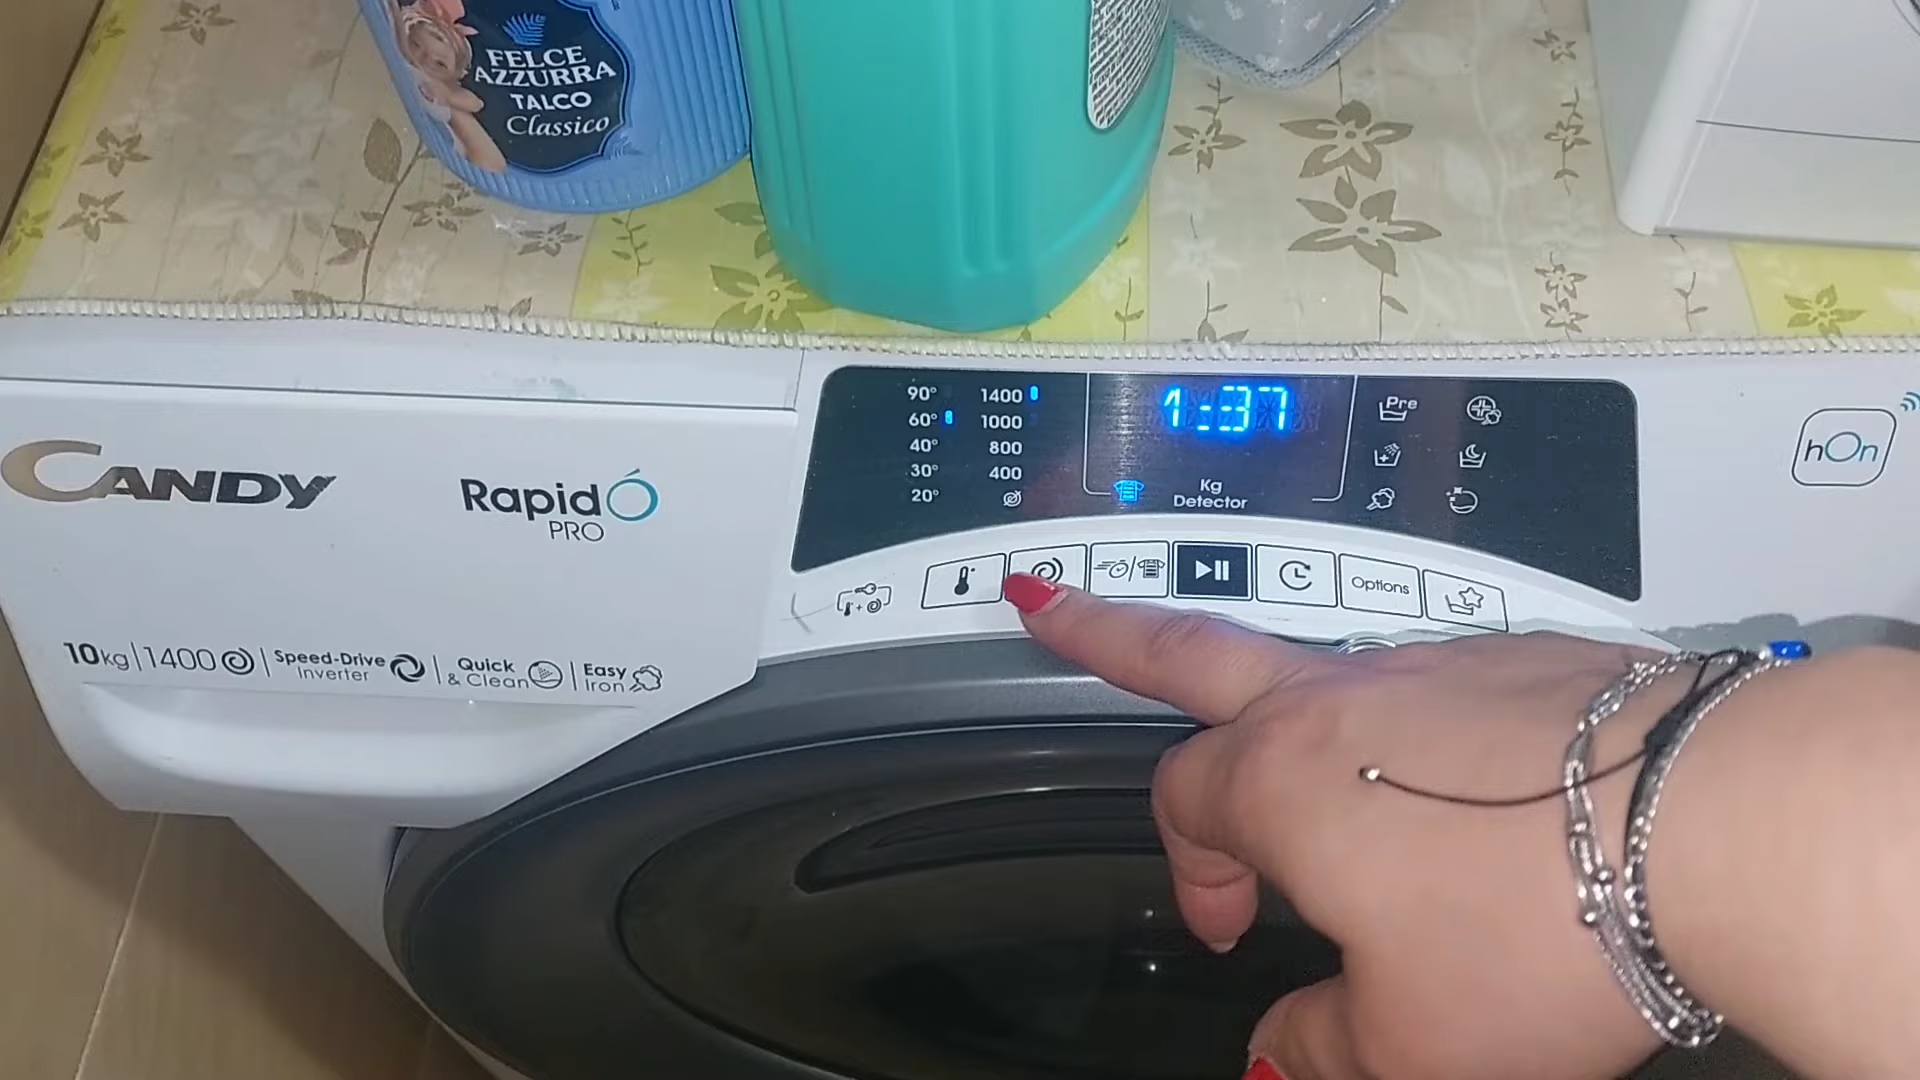 FELCE
AZZURRA
TALCO
Classico
CANDY
RapidÓ
PRO
10kg | 1400 | Speed-Drive Inverter | Quick & Clean | Easy Iron
90° 1400
60° 1000
40° 800
30° 400
20°
1:37
Kg
Detector
Pre
Options
hOn